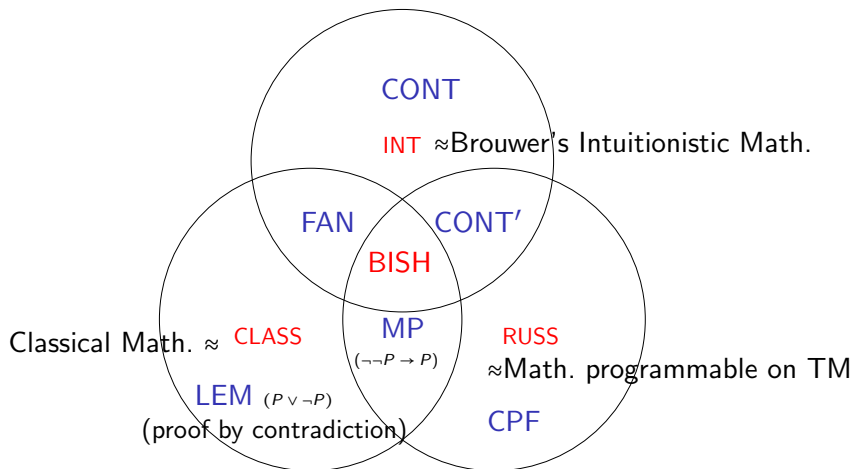 CONT
INT ≈Brouwer's Intuitionistic Math.
FAN CONT′
BISH
MP
(¬¬P → P)
Classical Math. ≈ CLASS
RUSS
≈Math. programmable on TM
LEM (P ∨ ¬P)
(proof by contradiction)
CPF